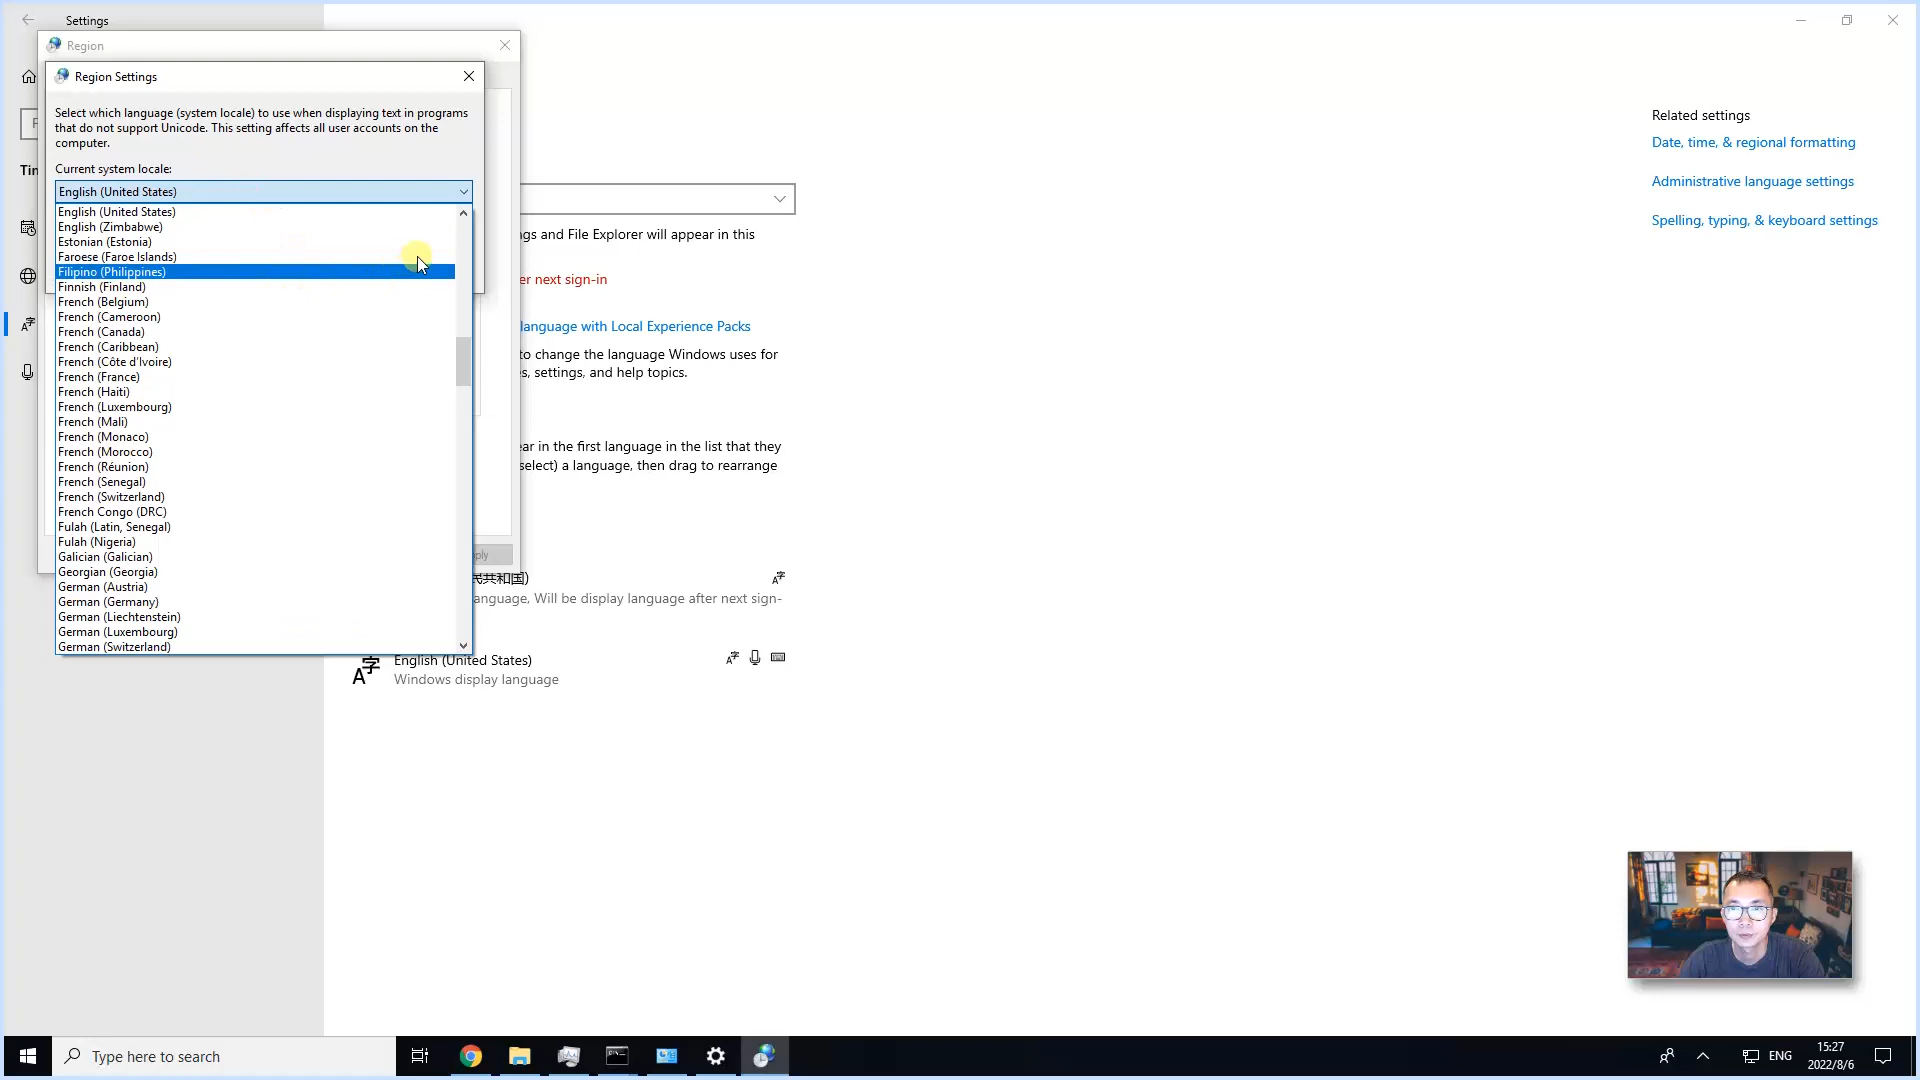 Settings
Region
Region Settings
Select which language (system locale) to use when displaying text in programs
that do not support Unicode. This setting affects all user accounts on the
computer.
Current system locale:
English (United States)
English (United States)
English (Zimbabwe)
Estonian (Estonia)
Faroese (Faroe Islands)
Filipino (Philippines)
Finnish (Finland)
French (Belgium)
French (Cameroon)
French (Canada)
French (Caribbean)
French (Côte d'Ivoire)
French (France)
French (Haiti)
French (Luxembourg)
French (Mali)
French (Monaco)
French (Morocco)
French (Réunion)
French (Senegal)
French (Switzerland)
French Congo (DRC)
Fulah (Latin, Senegal)
Fulah (Nigeria)
Galician (Galician)
Georgian (Georgia)
German (Austria)
German (Germany)
German (Liechtenstein)
German (Luxembourg)
German (Switzerland)
Tin
ngs and File Explorer will appear in this
er next sign-in
language with Local Experience Packs
to change the language Windows uses for
s, settings, and help topics.
ear in the first language in the list that they
select) a language, then drag to rearrange
ply
民共和国)
anguage, Will be display language after next sign-
English (United States)
Windows display language
Related settings
Date, time, & regional formatting
Administrative language settings
Spelling, typing, & keyboard settings
Type here to search
ENG
15:27
2022/8/6